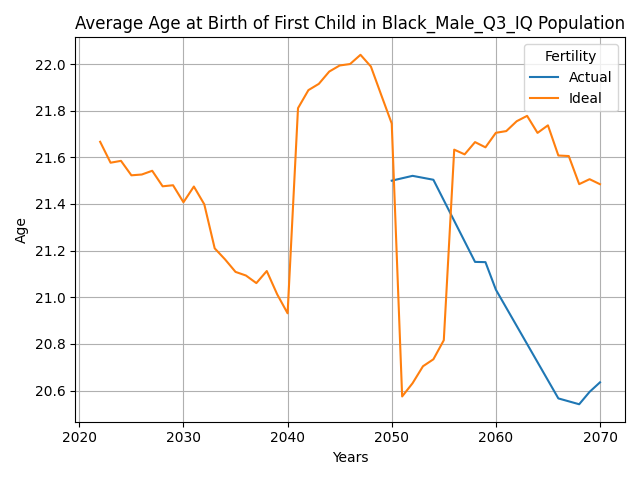 Average Age at Birth of First Child in Black_Male_Q3_IQ Population
Fertility
Actual
Ideal
22.0
21.8
21.6
21.4
21.2
21.0
20.8
20.6
Age
2020 2030 2040 2050 2060 2070
Years